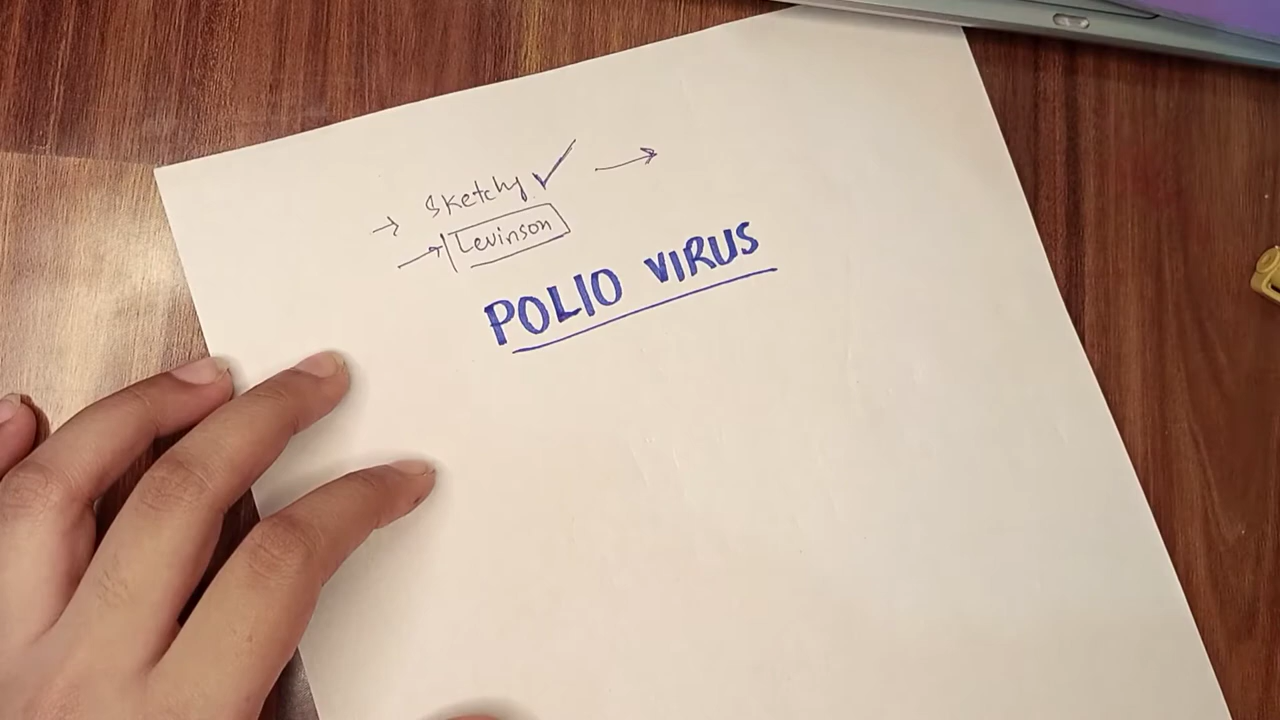 → Sketchy ✓ →
→ Levinson
POLIO VIRUS